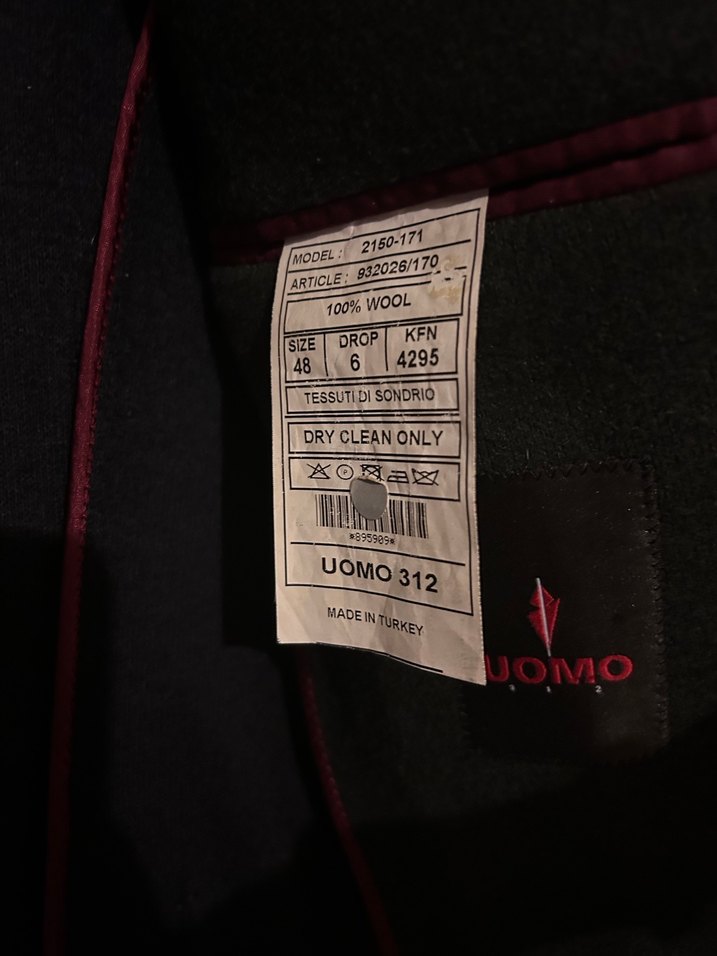 MODEL : 2150-171
ARTICLE : 932026/170
100% WOOL
SIZE DROP KFN
48 6 4295
TESSUTI DI SONDRIO
DRY CLEAN ONLY
P
*895909*
UOMO 312
MADE IN TURKEY
UOMO